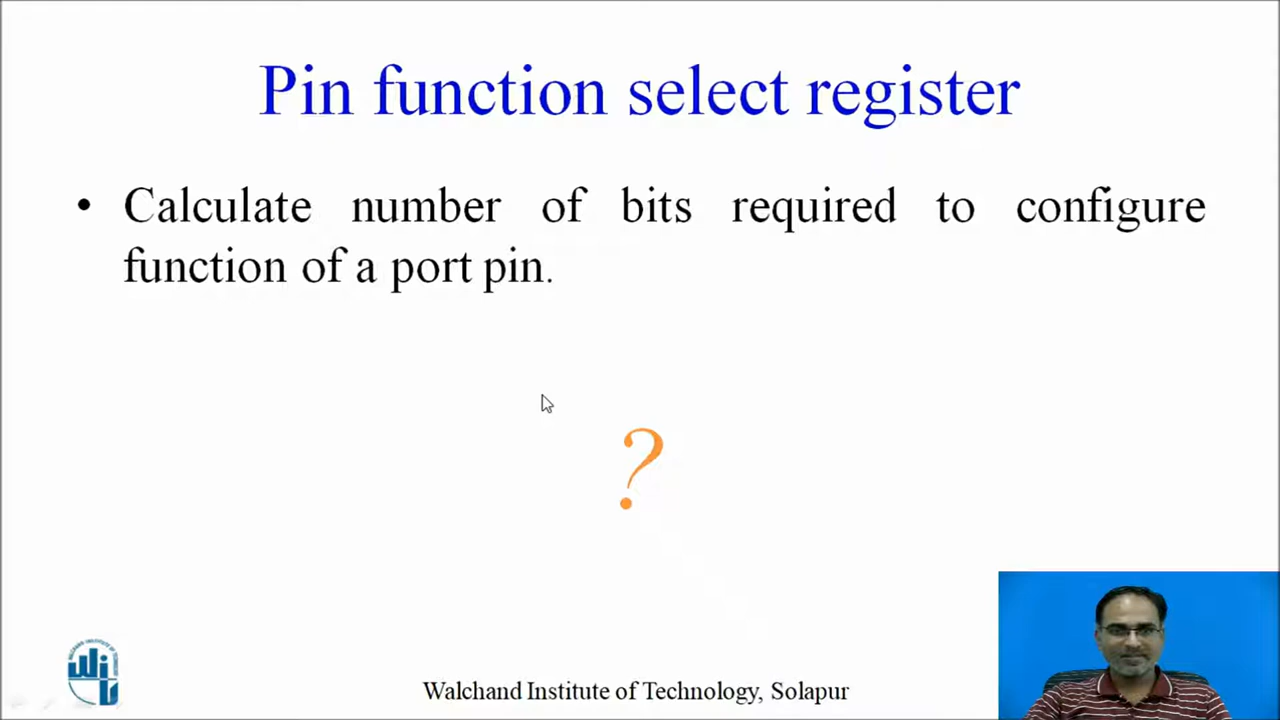 Pin function select register
• Calculate number of bits required to configure
function of a port pin.
?
Walchand Institute of Technology, Solapur